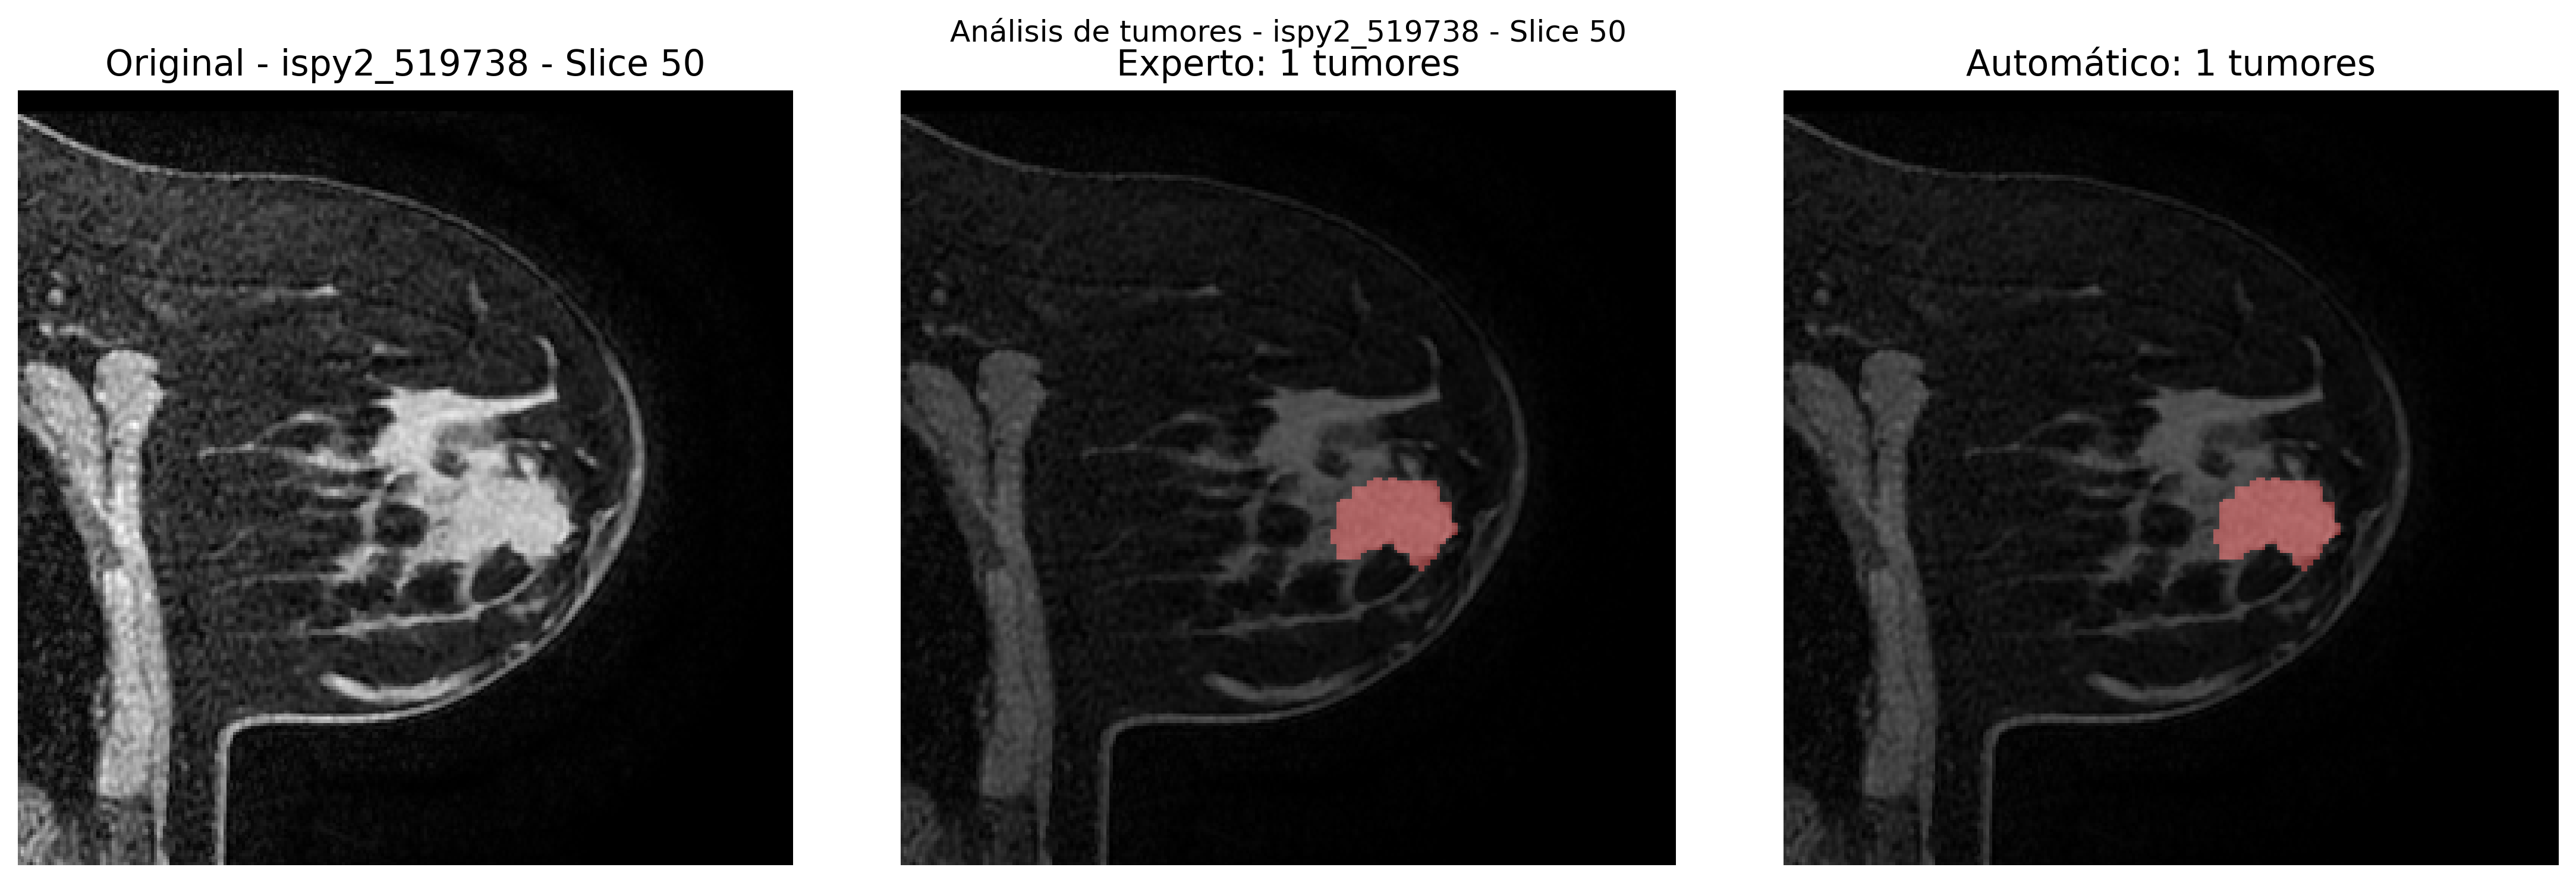 Análisis de tumores - ispy2_519738 - Slice 50
Original - ispy2_519738 - Slice 50
Experto: 1 tumores
Automático: 1 tumores